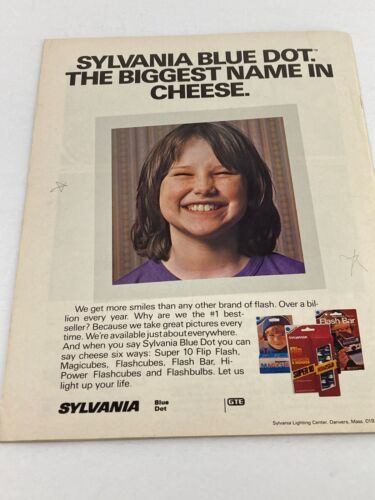 SYLVANIA BLUE DOT.™
THE BIGGEST NAME IN
CHEESE.
We get more smiles than any other brand of flash. Over a bil-
lion every year. Why are we the #1 best-
seller? Because we take great pictures every
time. We're available just about everywhere.
And when you say Sylvania Blue Dot you can
say cheese six ways: Super 10 Flip Flash,
Magicubes, Flashcubes, Flash Bar, Hi-
Power Flashcubes and Flashbulbs. Let us
light up your life.
Flash Bar
SUPER 10
SYLVANIA
Blue
Dot
GTE
Sylvania Lighting Center, Danvers, Mass.